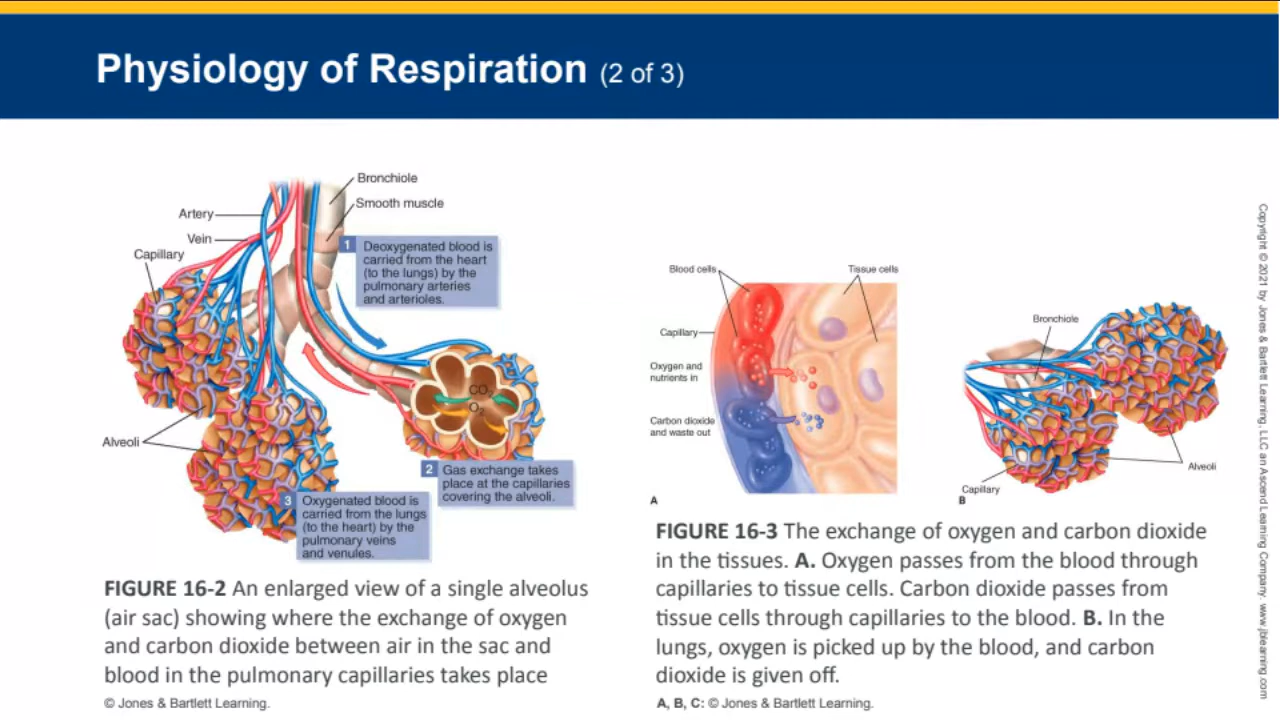 Physiology of Respiration (2 of 3)
Bronchiole
Smooth muscle
Artery
Vein
Capillary
1 Deoxygenated blood is
carried from the heart
(to the lungs) by the
pulmonary arteries
and arterioles.
CO2
O2
Alveoli
2 Gas exchange takes
place at the capillaries
covering the alveoli.
3 Oxygenated blood is
carried from the lungs
(to the heart) by the
pulmonary veins
and venules.
FIGURE 16-2 An enlarged view of a single alveolus
(air sac) showing where the exchange of oxygen
and carbon dioxide between air in the sac and
blood in the pulmonary capillaries takes place
© Jones & Bartlett Learning.
Blood cells
Tissue cells
Capillary
Oxygen and
nutrients in
Carbon dioxide
and waste out
A
Bronchiole
Alveoli
Capillary
B
FIGURE 16-3 The exchange of oxygen and carbon dioxide
in the tissues. A. Oxygen passes from the blood through
capillaries to tissue cells. Carbon dioxide passes from
tissue cells through capillaries to the blood. B. In the
lungs, oxygen is picked up by the blood, and carbon
dioxide is given off.
A, B, C: © Jones & Bartlett Learning.
Copyright © 2021 by Jones & Bartlett Learning, LLC an Ascend Learning Company. www.jblearning.com